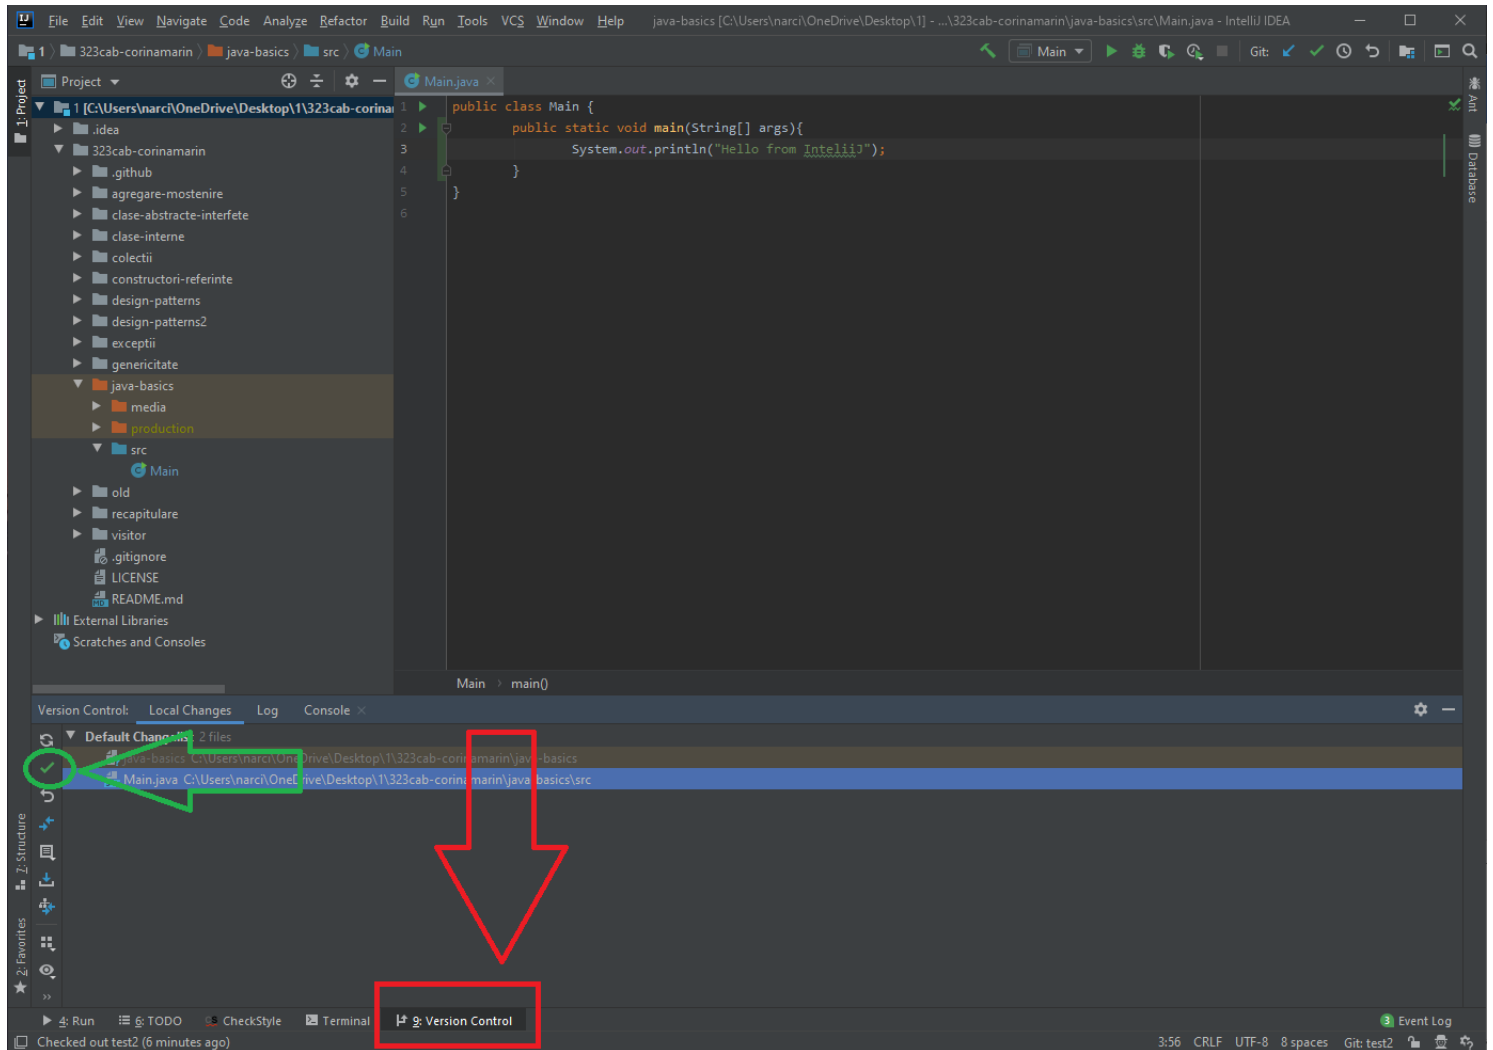 File Edit View Navigate Code Analyze Refactor Build Run Tools VCS Window Help java-basics [C:\Users\narci\OneDrive\Desktop\1] - ...\323cab-corinamarin\java-basics\src\Main.java - IntelliJ IDEA
1 323cab-corinamarin java-basics src Main
Main
Git:
1: Project
Project
Main.java
Ant
Database
1 [C:\Users\narci\OneDrive\Desktop\1\323cab-corinar
.idea
323cab-corinamarin
.github
agregare-mostenire
clase-abstracte-interfete
clase-interne
colectii
constructori-referinte
design-patterns
design-patterns2
exceptii
genericitate
java-basics
media
production
src
Main
old
recapitulare
visitor
.gitignore
LICENSE
README.md
External Libraries
Scratches and Consoles
1 public class Main {
2 public static void main(String[] args){
3 System.out.println("Hello from InteliiJ");
4 }
5 }
6
Main main()
Version Control: Local Changes Log Console
Default Changelist 2 files
java-basics C:\Users\narci\OneDrive\Desktop\1\323cab-corinamarin\java-basics
Main.java C:\Users\narci\OneDrive\Desktop\1\323cab-corinamarin\java-basics\src
7: Structure
2: Favorites
4: Run 6: TODO CheckStyle Terminal 9: Version Control
3 Event Log
Checked out test2 (6 minutes ago)
3:56 CRLF UTF-8 8 spaces Git: test2